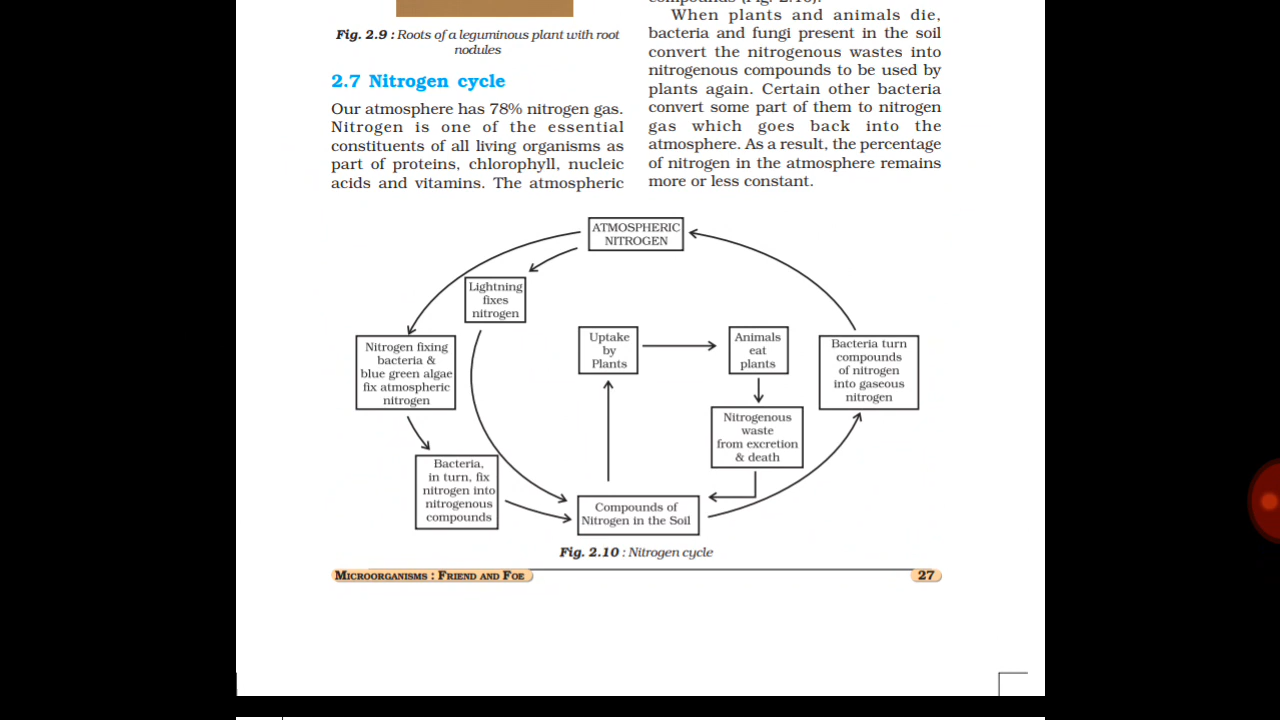 Fig. 2.9 : Roots of a leguminous plant with root
nodules
2.7 Nitrogen cycle
Our atmosphere has 78% nitrogen gas.
Nitrogen is one of the essential
constituents of all living organisms as
part of proteins, chlorophyll, nucleic
acids and vitamins. The atmospheric
When plants and animals die,
bacteria and fungi present in the soil
convert the nitrogenous wastes into
nitrogenous compounds to be used by
plants again. Certain other bacteria
convert some part of them to nitrogen
gas which goes back into the
atmosphere. As a result, the percentage
of nitrogen in the atmosphere remains
more or less constant.
ATMOSPHERIC
NITROGEN
Lightning
fixes
nitrogen
Nitrogen fixing
bacteria &
blue green algae
fix atmospheric
nitrogen
Uptake
by
Plants
Animals
eat
plants
Bacteria turn
compounds
of nitrogen
into gaseous
nitrogen
Nitrogenous
waste
from excretion
& death
Bacteria,
in turn, fix
nitrogen into
nitrogenous
compounds
Compounds of
Nitrogen in the Soil
Fig. 2.10 : Nitrogen cycle
MICROORGANISMS : FRIEND AND FOE
27